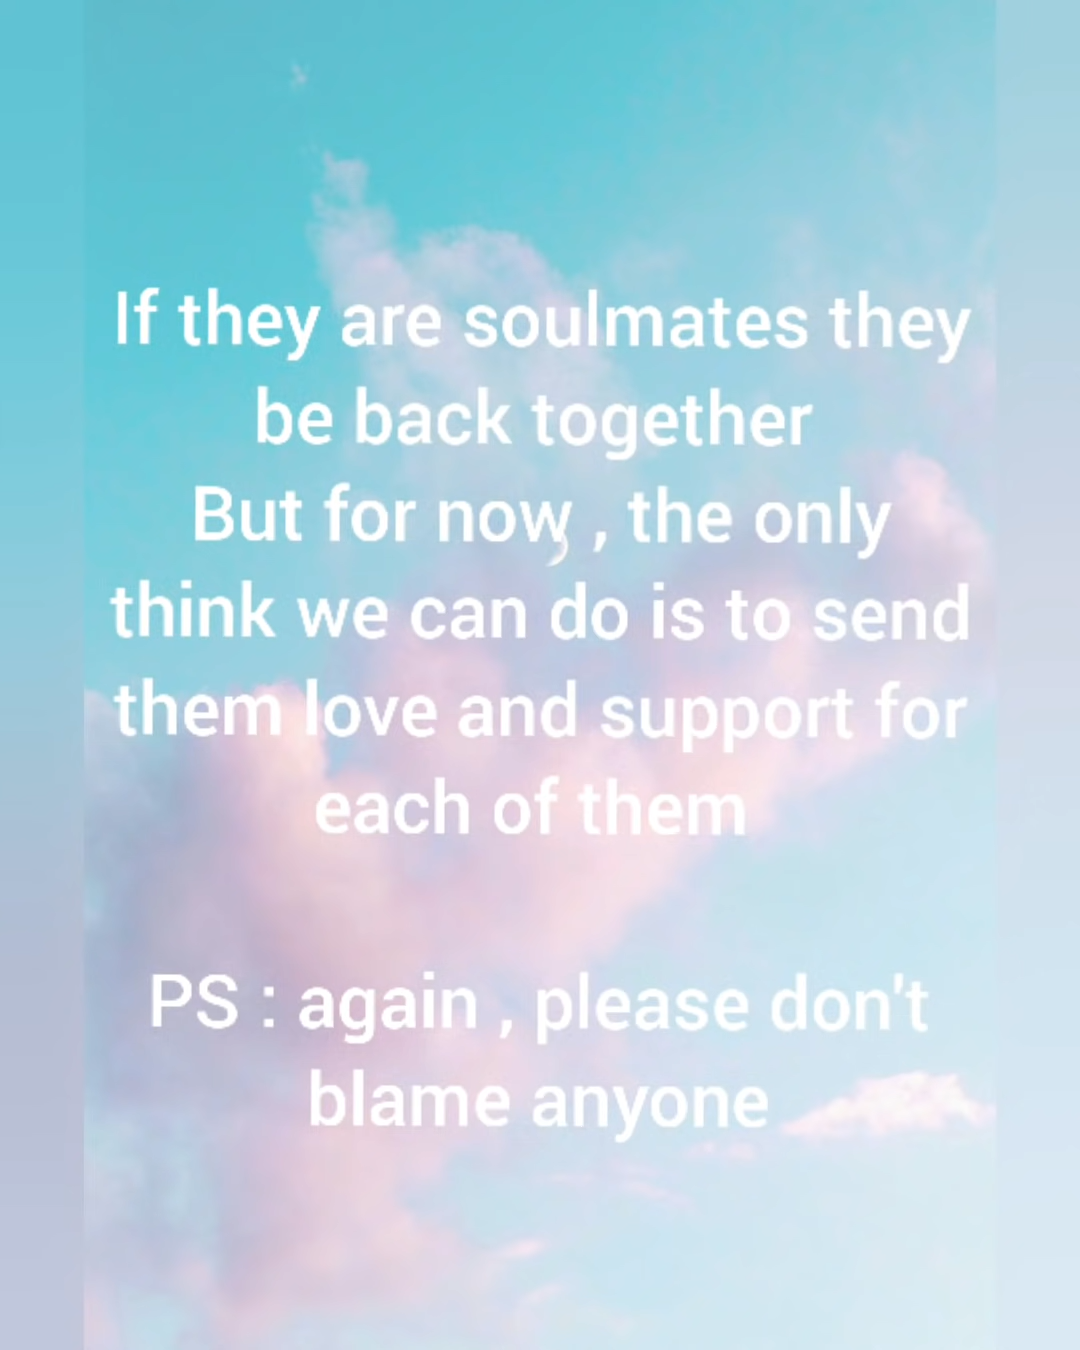 If they are soulmates they
be back together
But for now , the only
think we can do is to send
them love and support for
each of them
PS : again , please don't
blame anyone